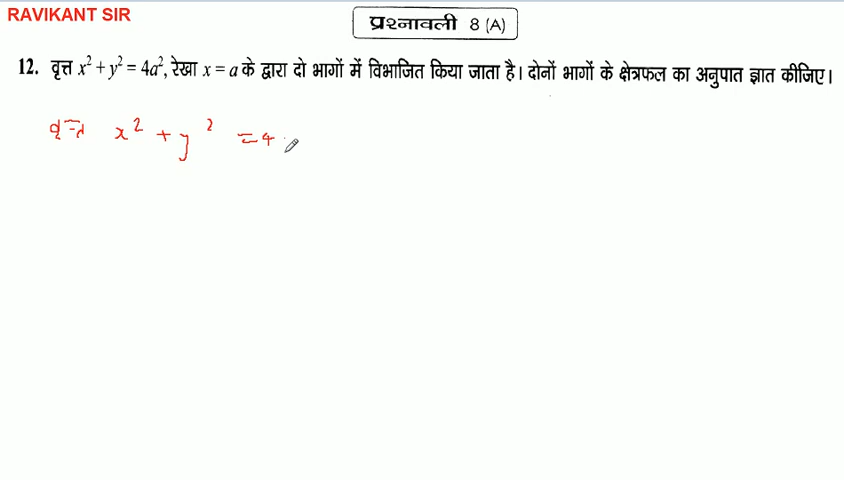 RAVIKANT SIR
प्रश्नावली 8 (A)
12. वृत्त x² + y² = 4a², रेखा x = a के द्वारा दो भागों में विभाजित किया जाता है। दोनों भागों के क्षेत्रफल का अनुपात ज्ञात कीजिए।
वृत्त x² + y² = 4